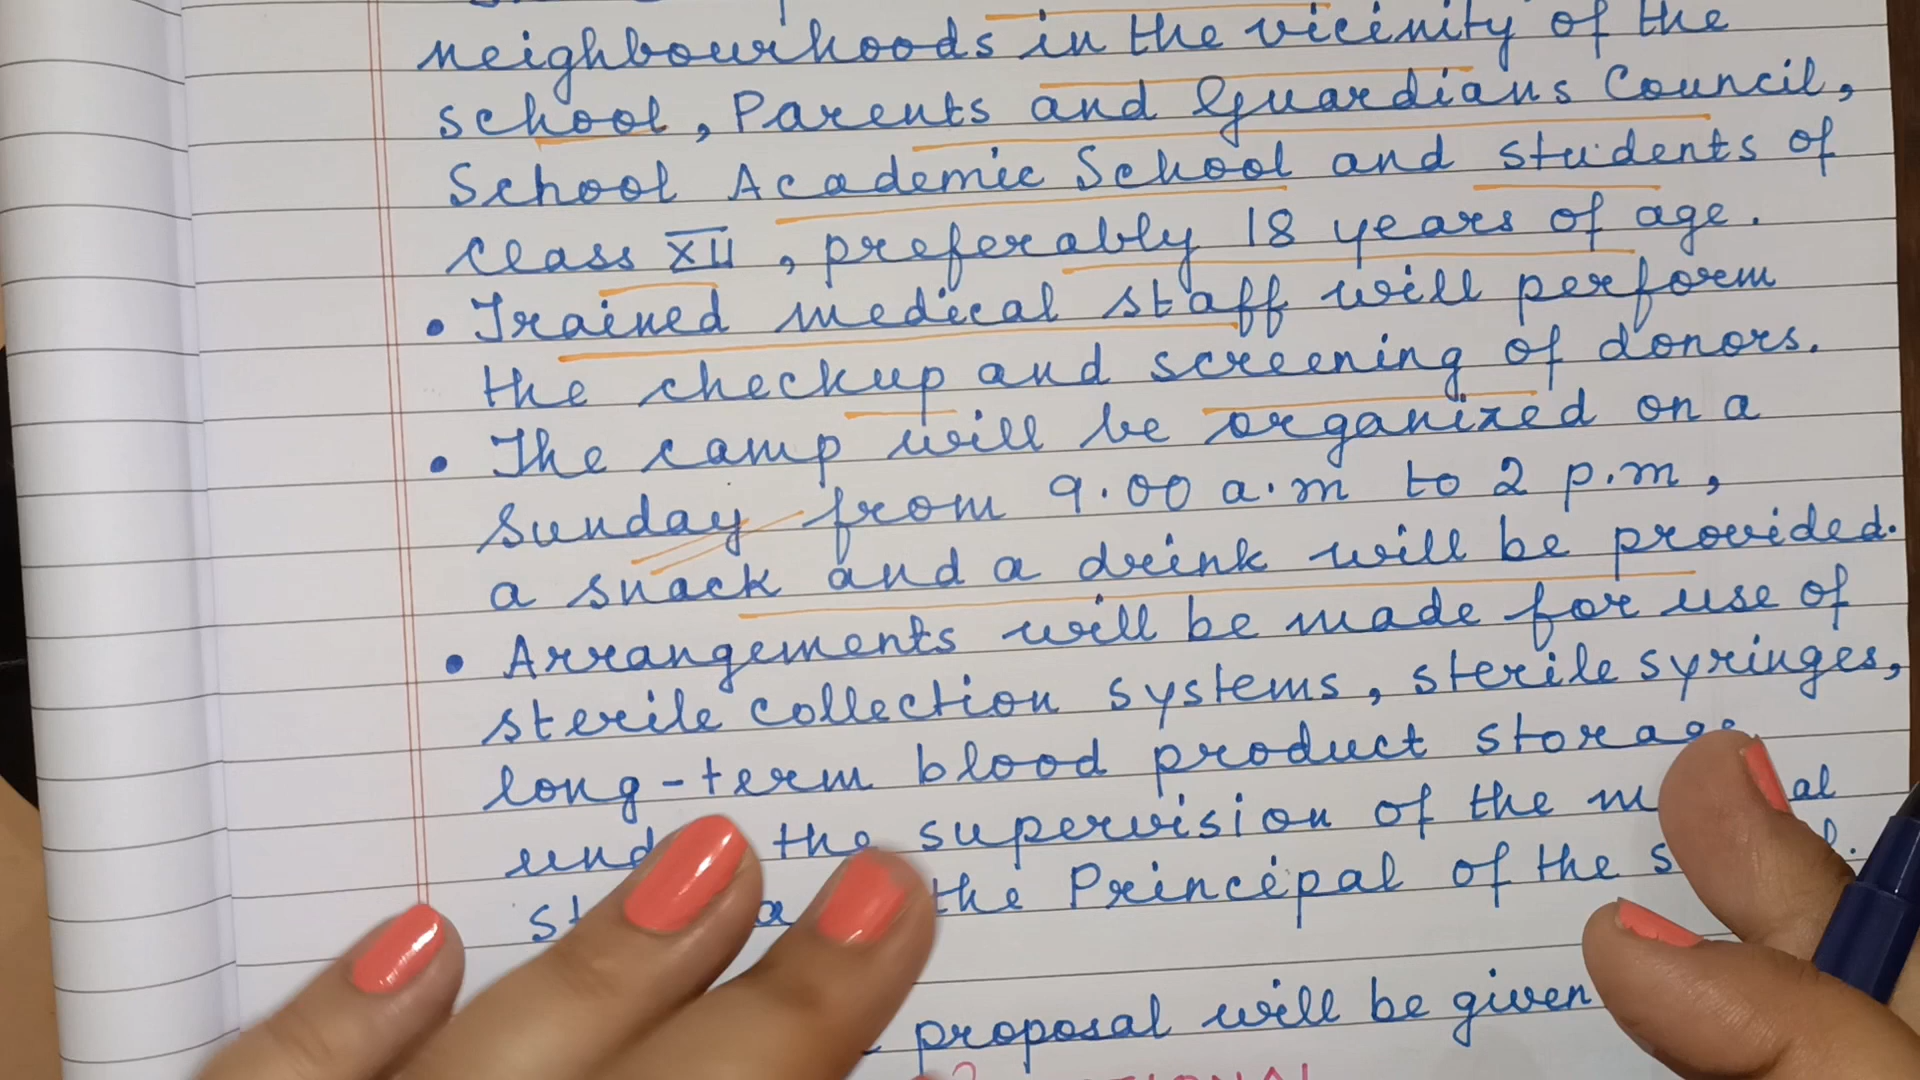 neighbourhoods in the vicinity of the
school, Parents and Guardians Council,
School Academic School and students of
class XII, preferably 18 years of age.
• Trained medical staff will perform
the checkup and screening of donors.
• The camp will be organized on a
Sunday from 9.00 a.m to 2 p.m,
a snack and a drink will be provided.
• Arrangements will be made for use of
sterile collection systems, sterile syringes,
long-term blood product storage
the supervision of the
the Principal of the
proposal will be given